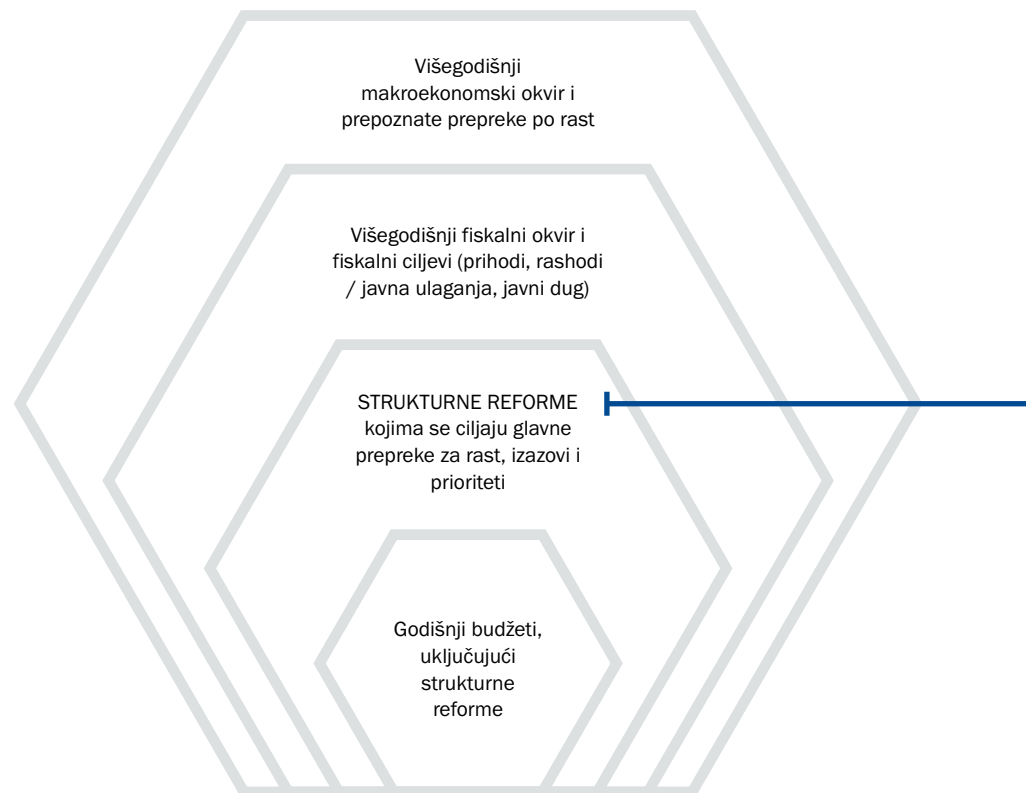 Višegodišnji
makroekonomski okvir i
prepoznate prepreke po rast
Višegodišnji fiskalni okvir i
fiskalni ciljevi (prihodi, rashodi
/ javna ulaganja, javni dug)
STRUKTURNE REFORME
kojima se ciljaju glavne
prepreke za rast, izazovi i
prioriteti
Godišnji budžeti,
uključujući
strukturne
reforme